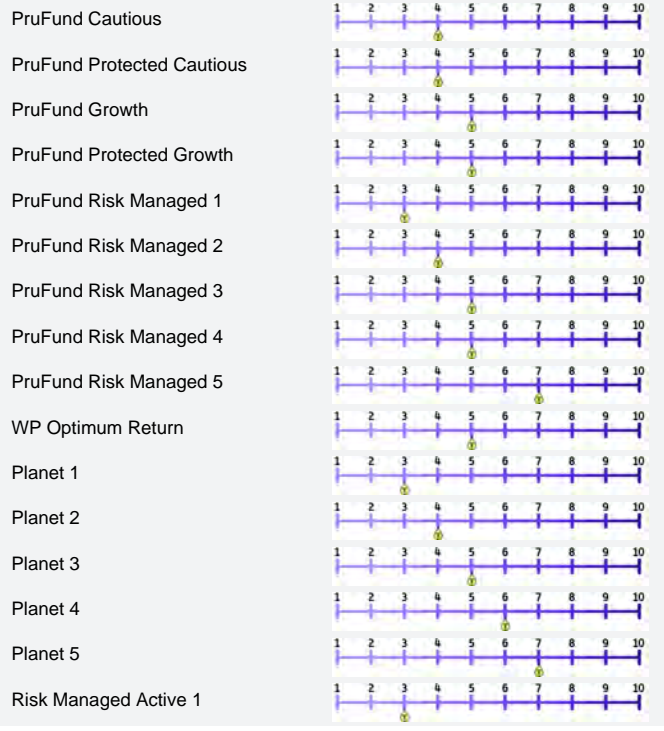 PruFund Cautious 1 2 3 4 5 6 7 8 9 10
PruFund Protected Cautious 1 2 3 4 5 6 7 8 9 10
PruFund Growth 1 2 3 4 5 6 7 8 9 10
PruFund Protected Growth 1 2 3 4 5 6 7 8 9 10
PruFund Risk Managed 1 1 2 3 4 5 6 7 8 9 10
PruFund Risk Managed 2 1 2 3 4 5 6 7 8 9 10
PruFund Risk Managed 3 1 2 3 4 5 6 7 8 9 10
PruFund Risk Managed 4 1 2 3 4 5 6 7 8 9 10
PruFund Risk Managed 5 1 2 3 4 5 6 7 8 9 10
WP Optimum Return 1 2 3 4 5 6 7 8 9 10
Planet 1 1 2 3 4 5 6 7 8 9 10
Planet 2 1 2 3 4 5 6 7 8 9 10
Planet 3 1 2 3 4 5 6 7 8 9 10
Planet 4 1 2 3 4 5 6 7 8 9 10
Planet 5 1 2 3 4 5 6 7 8 9 10
Risk Managed Active 1 1 2 3 4 5 6 7 8 9 10